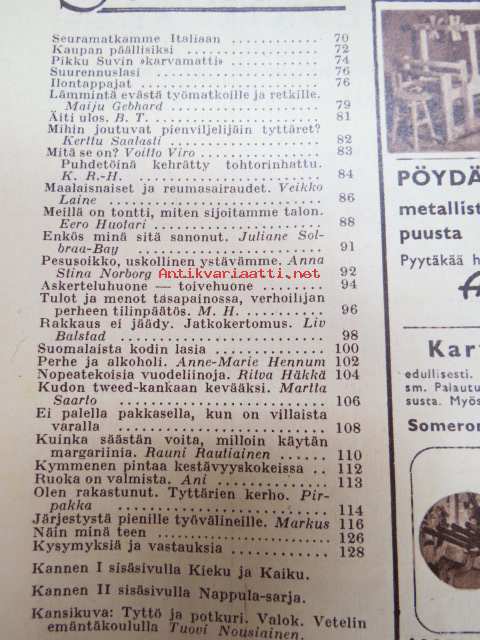 Seuramatkamme Italiaan . . . . . 70
Kaupan päällisiksi . . . . . 72
Pikku Suvin »karvamatti» . . . . . 74
Suurennuslasi . . . . . 76
Ilontappajat . . . . . 76
Lämmintä evästä työmatkoille ja retkille.
Maiju Gebhard . . . . . 79
Äiti ulos. B. T. . . . . . 81
Mihin joutuvat pienviljelijäin tyttäret?
Kerttu Saalasti . . . . . 82
Mitä se on? Voitto Viro . . . . . 83
Puhdetöinä kehrätty tohtorinhattu.
K. R.-H. . . . . . 84
Maalaisnaiset ja reumasairaudet. Veikko
Laine . . . . . 86
Meillä on tontti, miten sijoitamme talon.
Eero Huotari . . . . . 88
Enkös minä sitä sanonut. Juliane Sol-
braa-Bay . . . . . 91
Pesusoikko, uskollinen ystävämme. Anna
Stina Norborg . . . . . 92
Antikvariaatti.net
Askerteluhuone — toivehuone . . . . . 94
Tulot ja menot tasapainossa, verhoilijan
perheen tilinpäätös. M. H. . . . . . 96
Rakkaus ei jäädy. Jatkokertomus. Liv
Balstad . . . . . 98
Suomalaista kodin lasia . . . . . 100
Perhe ja alkoholi. Anne-Marie Hennum 102
Nopeatekoisia vuodeliinoja. Ritva Häkkä 104
Kudon tweed-kankaan kevääksi. Martta
Saarto . . . . . 106
Ei palella pakkasella, kun on villaista
varalla . . . . . 108
Kuinka säästän voita, milloin käytän
margariinia. Rauni Rautiainen . . 110
Kymmenen pintaa kestävyyskokeissa . . 112
Ruoka on valmista. Ani . . . . . 113
Olen rakastunut. Tyttärien kerho. Pir-
pakka . . . . . 114
Järjestystä pienille työvälineille. Markus 116
Näin minä teen . . . . . 126
Kysymyksiä ja vastauksia . . . . . 128
Kannen I sisäsivulla Kieku ja Kaiku.
Kannen II sisäsivulla Nappula-sarja.
Kansikuva: Tyttö ja potkuri. Valok. Vetelin
emäntäkoululla Tuovi Nousiainen.
PÖYDÄ
metallist
puusta
Pyytäkää h
Kar
edullisesti.
sm. Palautu
susta. Myös
Someron